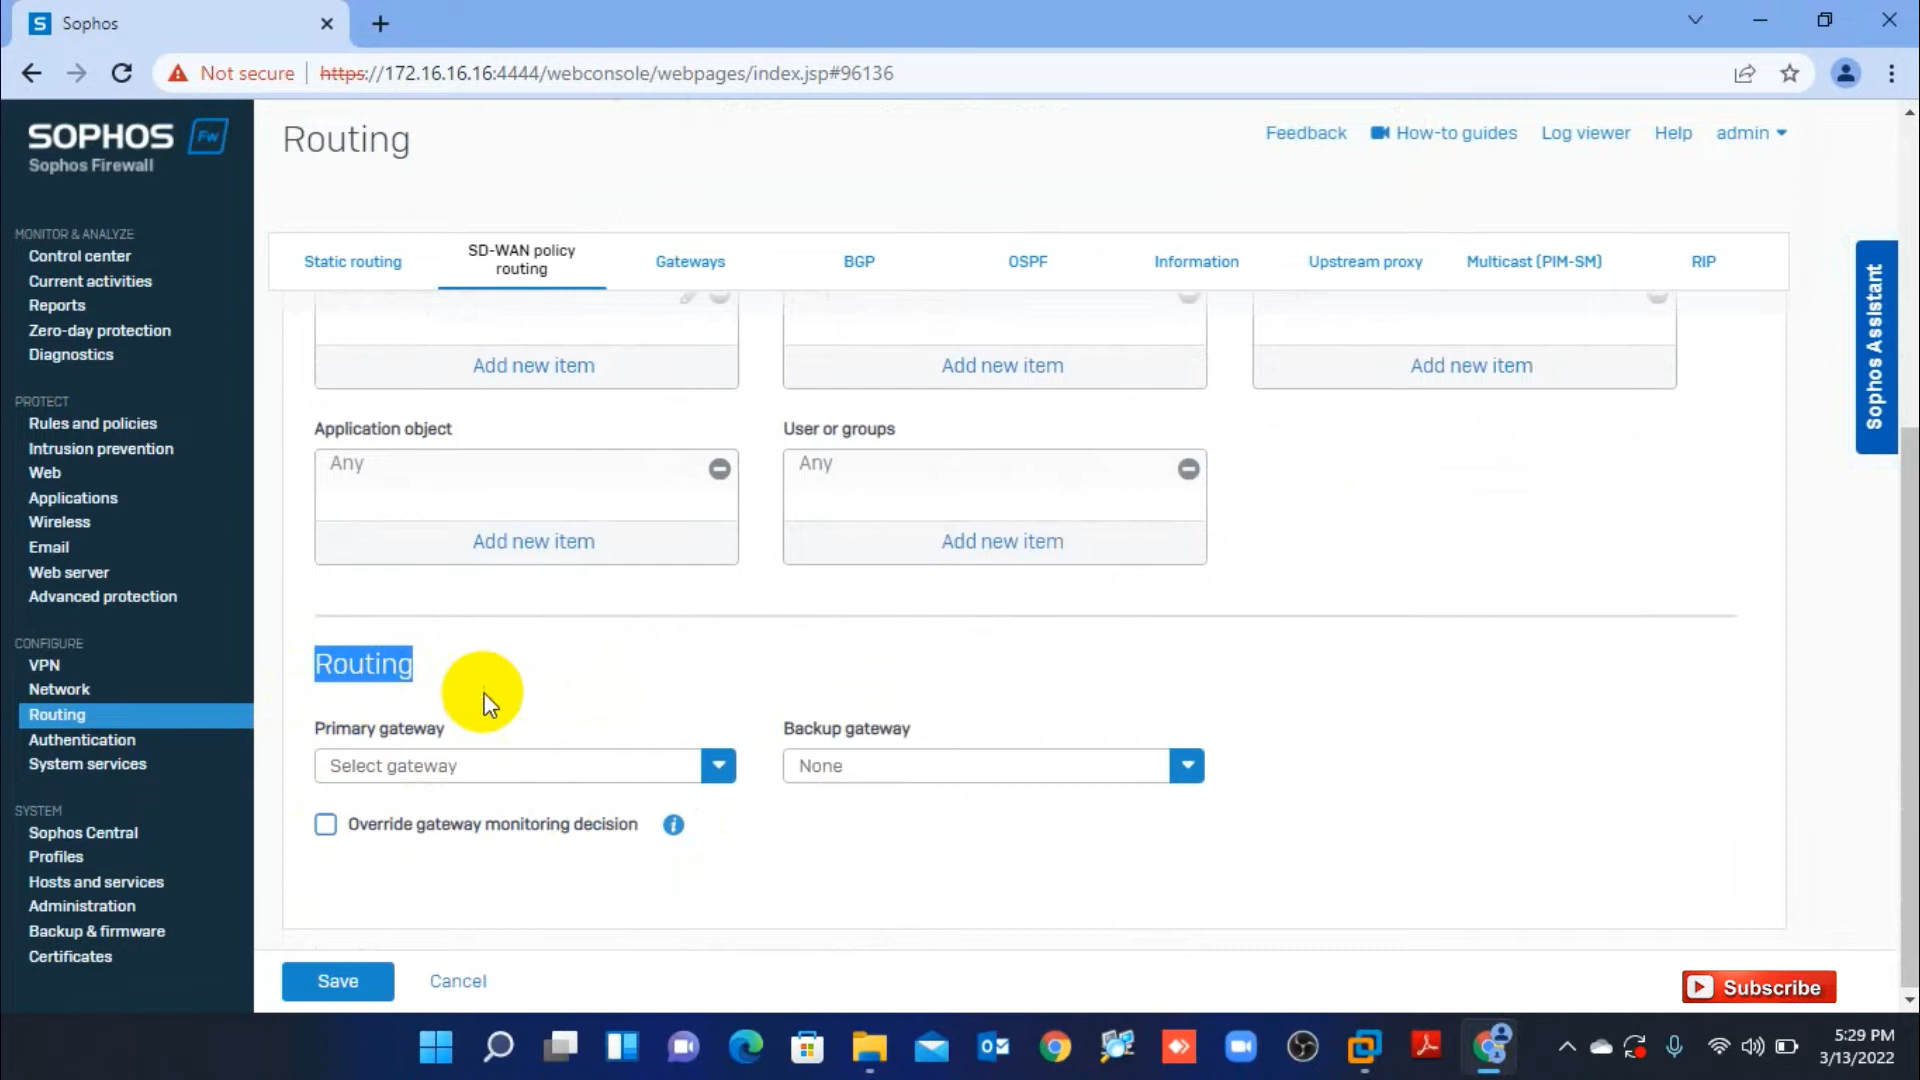 S Sophos
Not secure https://172.16.16.16:4444/webconsole/webpages/index.jsp#96136
SOPHOS FW
Sophos Firewall
MONITOR & ANALYZE
Control center
Current activities
Reports
Zero-day protection
Diagnostics
PROTECT
Rules and policies
Intrusion prevention
Web
Applications
Wireless
Email
Web server
Advanced protection
CONFIGURE
VPN
Network
Routing
Authentication
System services
SYSTEM
Sophos Central
Profiles
Hosts and services
Administration
Backup & firmware
Certificates
Routing
Feedback How-to guides Log viewer Help admin
Static routing
SD-WAN policy
routing
Gateways
BGP
OSPF
Information
Upstream proxy
Multicast (PIM-SM)
RIP
Add new item
Add new item
Add new item
Application object
User or groups
Any
Any
Add new item
Add new item
Routing
Primary gateway
Backup gateway
Select gateway
None
Override gateway monitoring decision i
Save Cancel
Sophos Assistant
Subscribe
5:29 PM
3/13/2022